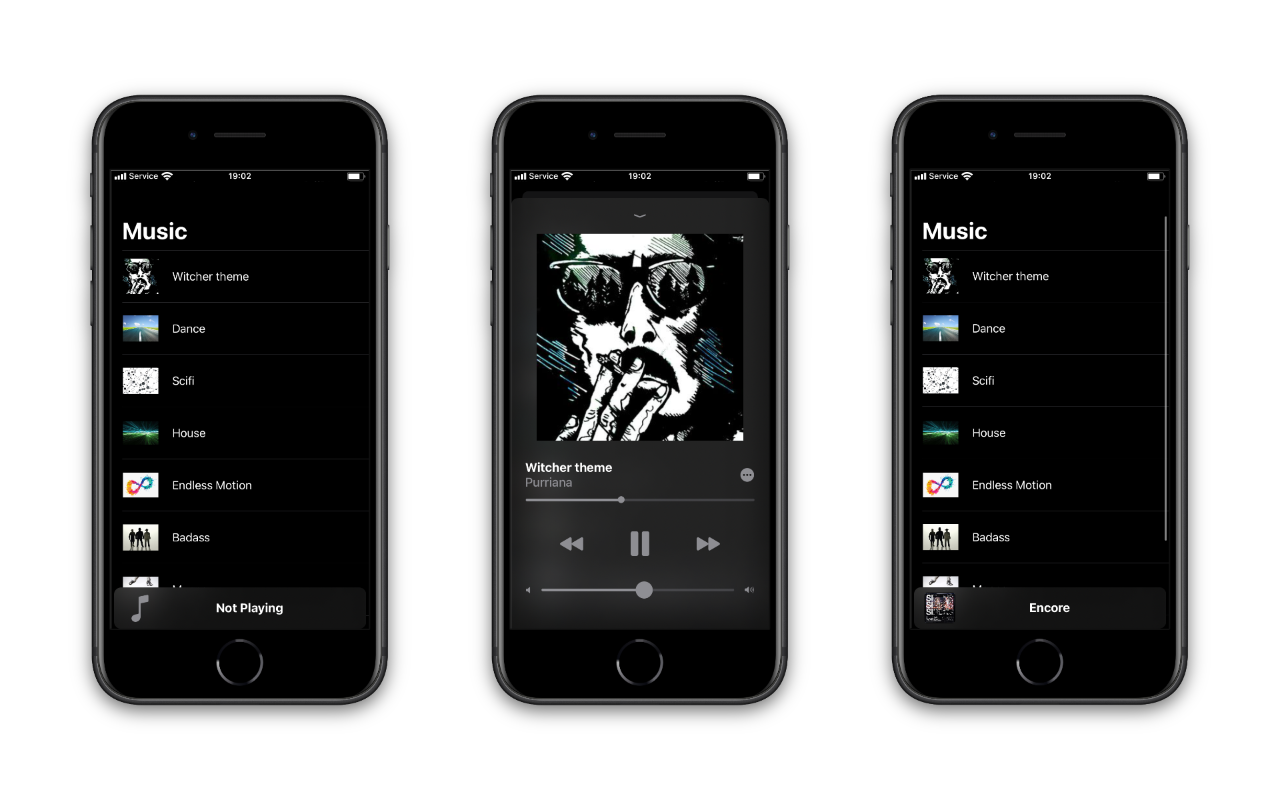 Service 19:02
Music
Witcher theme
Dance
Scifi
House
Endless Motion
Badass
Not Playing
Service 19:02
Witcher theme
Purriana
Service 19:02
Music
Witcher theme
Dance
Scifi
House
Endless Motion
Badass
Encore